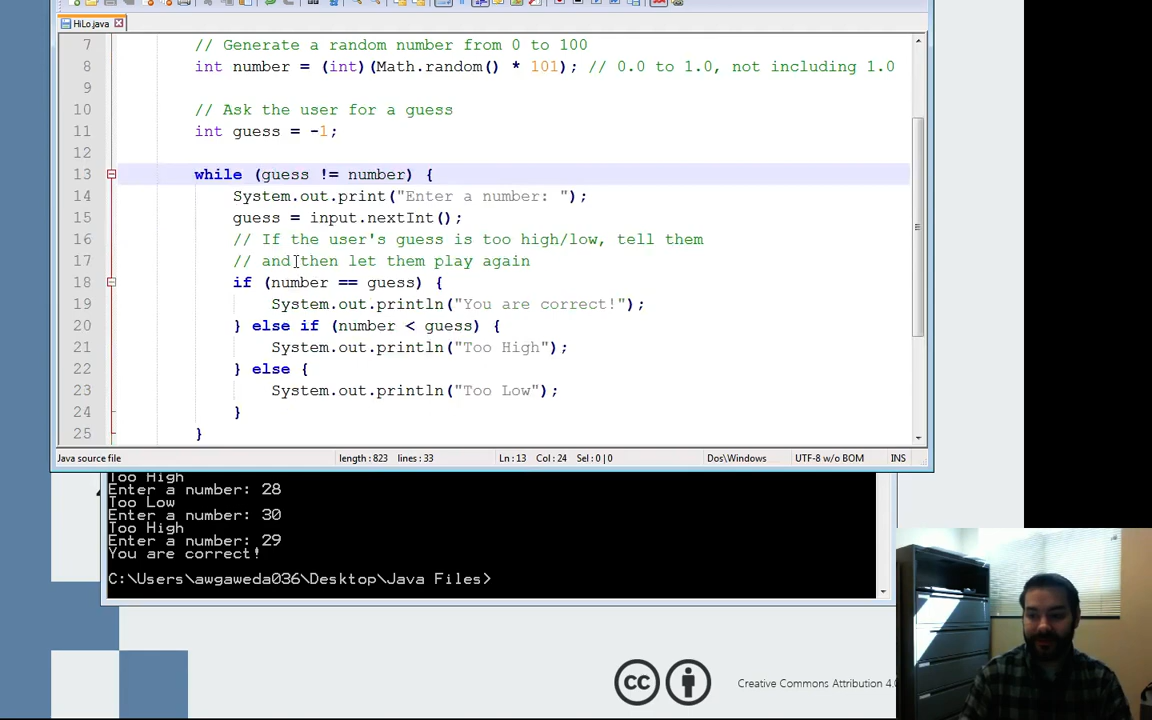 HiLo.java
7 // Generate a random number from 0 to 100
8 int number = (int)(Math.random() * 101); // 0.0 to 1.0, not including 1.0
9
10 // Ask the user for a guess
11 int guess = -1;
12
13 while (guess != number) {
14 System.out.print("Enter a number: ");
15 guess = input.nextInt();
16 // If the user's guess is too high/low, tell them
17 // and then let them play again
18 if (number == guess) {
19 System.out.println("You are correct!");
20 } else if (number < guess) {
21 System.out.println("Too High");
22 } else {
23 System.out.println("Too Low");
24 }
25 }
Java source file length : 823 lines : 33 Ln : 13 Col : 24 Sel : 0 | 0 Dos\Windows UTF-8 w/o BOM INS
Too High
Enter a number: 28
Too Low
Enter a number: 30
Too High
Enter a number: 29
You are correct!
C:\Users\awgaweda036\Desktop\Java Files>
cc
Creative Commons Attribution 4.